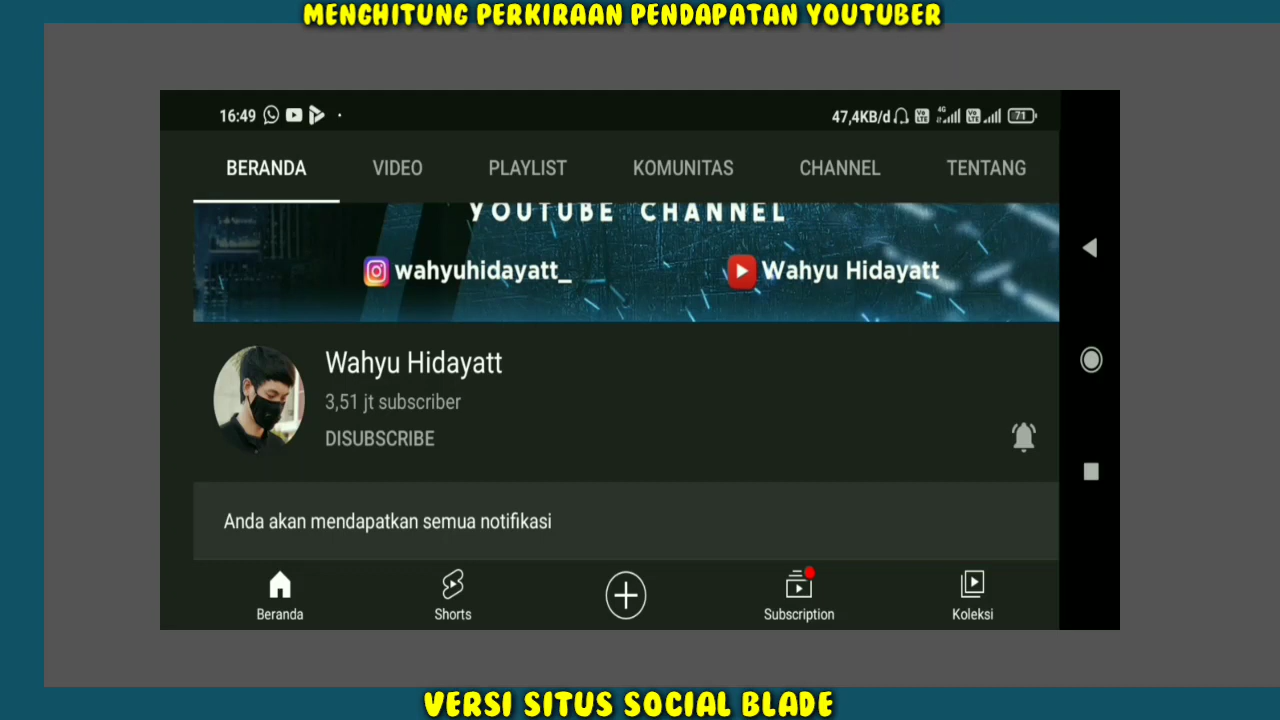 MENGHITUNG PERKIRAAN PENDAPATAN YOUTUBER
16:49 47,4KB/d 4G 71
BERANDA VIDEO PLAYLIST KOMUNITAS CHANNEL TENTANG
YOUTUBE CHANNEL
wahyuhidayatt_ Wahyu Hidayatt
Wahyu Hidayatt
3,51 jt subscriber
DISUBSCRIBE
Anda akan mendapatkan semua notifikasi
Beranda Shorts Subscription Koleksi
VERSI SITUS SOCIAL BLADE